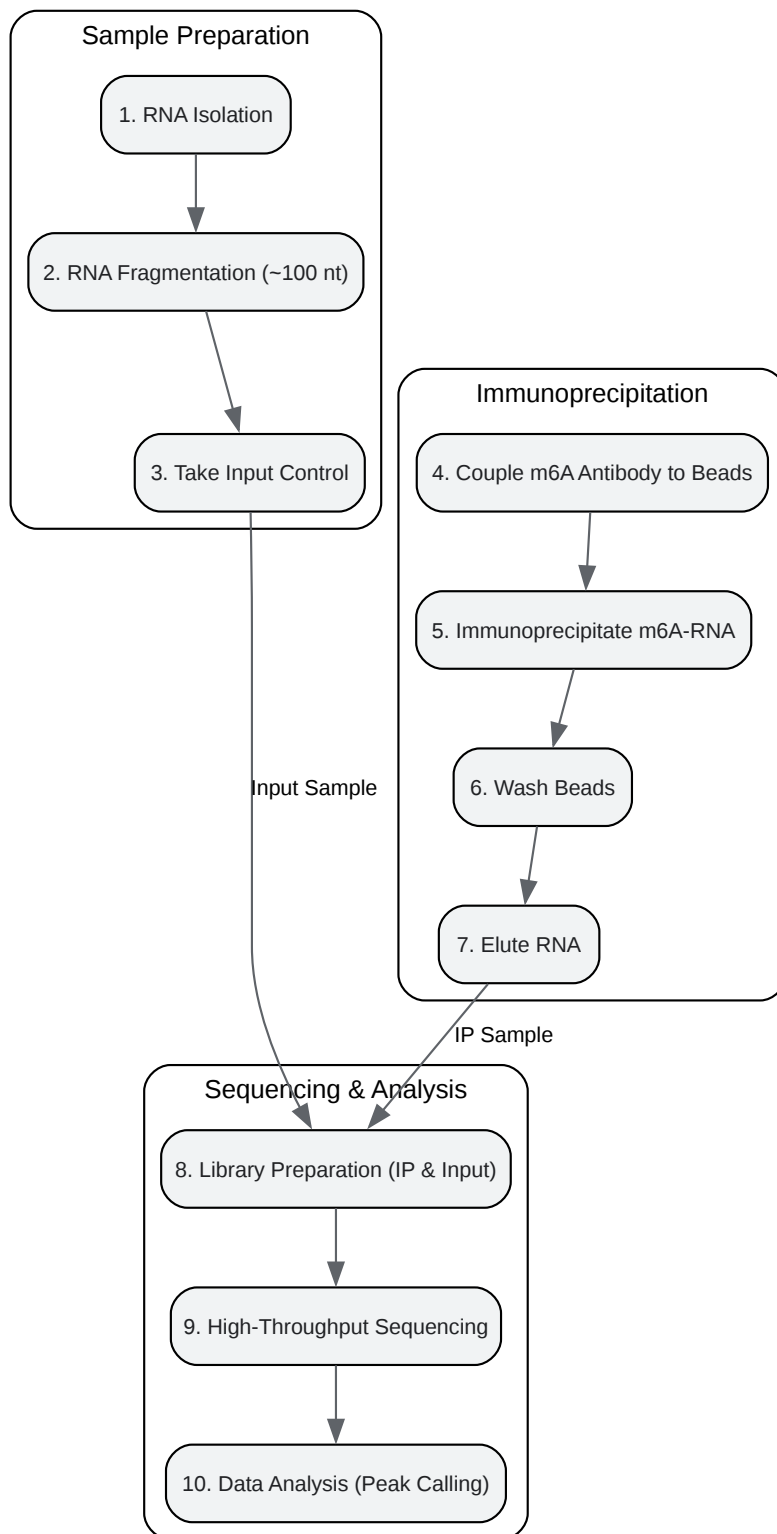 Sample Preparation
1. RNA Isolation
2. RNA Fragmentation (~100 nt)
3. Take Input Control
Immunoprecipitation
4. Couple m6A Antibody to Beads
5. Immunoprecipitate m6A-RNA
6. Wash Beads
7. Elute RNA
Input Sample
IP Sample
Sequencing & Analysis
8. Library Preparation (IP & Input)
9. High-Throughput Sequencing
10. Data Analysis (Peak Calling)